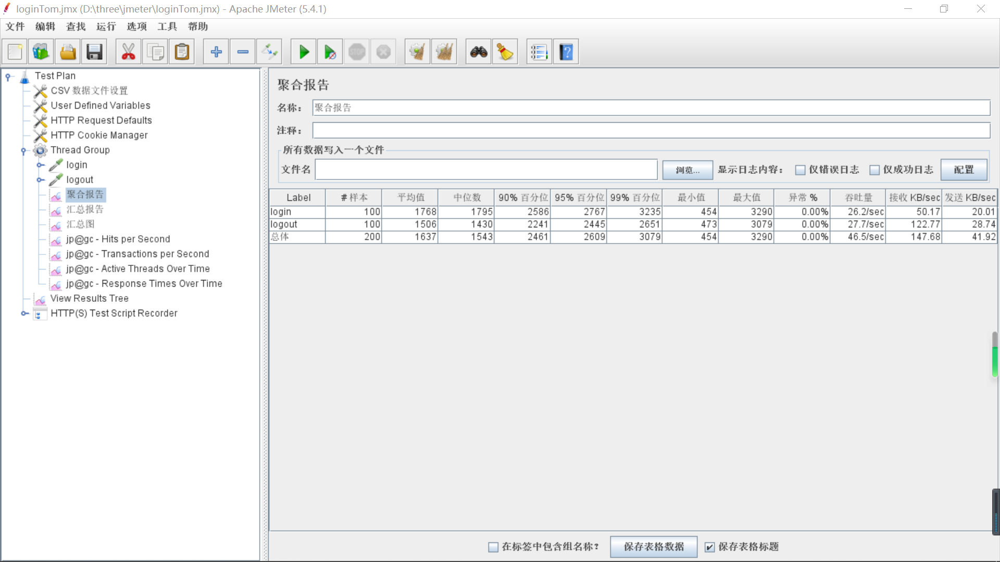 loginTom.jmx (D:\three\jmeter\loginTom.jmx) - Apache JMeter (5.4.1)
文件 编辑 查找 运行 选项 工具 帮助
STOP
?
Test Plan
CSV 数据文件设置
User Defined Variables
HTTP Request Defaults
HTTP Cookie Manager
Thread Group
login
logout
聚合报告
汇总报告
汇总图
jp@gc - Hits per Second
jp@gc - Transactions per Second
jp@gc - Active Threads Over Time
jp@gc - Response Times Over Time
View Results Tree
HTTP(S) Test Script Recorder
聚合报告
名称： 聚合报告
注释：
所有数据写入一个文件
文件名 浏览... 显示日志内容： 仅错误日志 仅成功日志 配置
Label # 样本 平均值 中位数 90% 百分位 95% 百分位 99% 百分位 最小值 最大值 异常 % 吞吐量 接收 KB/sec 发送 KB/sec
login 100 1768 1795 2586 2767 3235 454 3290 0.00% 26.2/sec 50.17 20.01
logout 100 1506 1430 2241 2445 2651 473 3079 0.00% 27.7/sec 122.77 28.74
总体 200 1637 1543 2461 2609 3079 454 3290 0.00% 46.5/sec 147.68 41.92
在标签中包含组名称？ 保存表格数据 保存表格标题